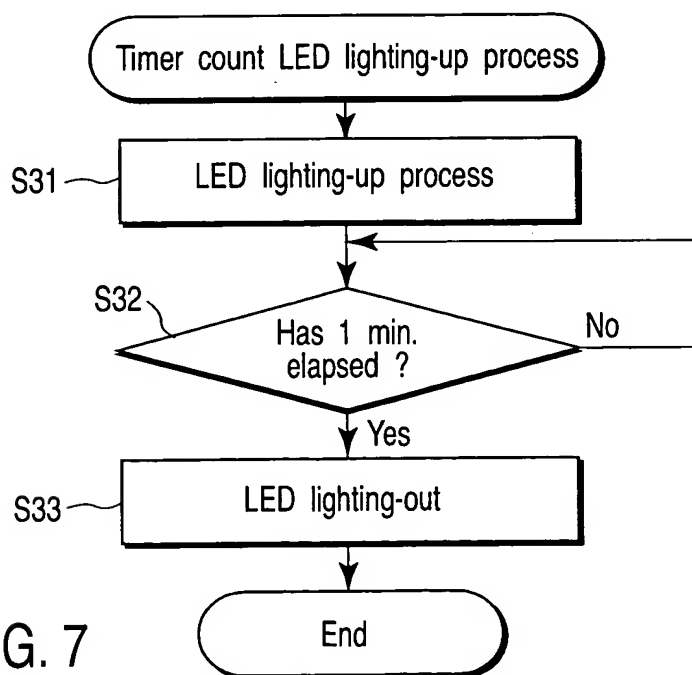 Timer count LED lighting-up process
S31
LED lighting-up process
S32
Has 1 min.
elapsed ?
No
Yes
S33
LED lighting-out
End
G. 7